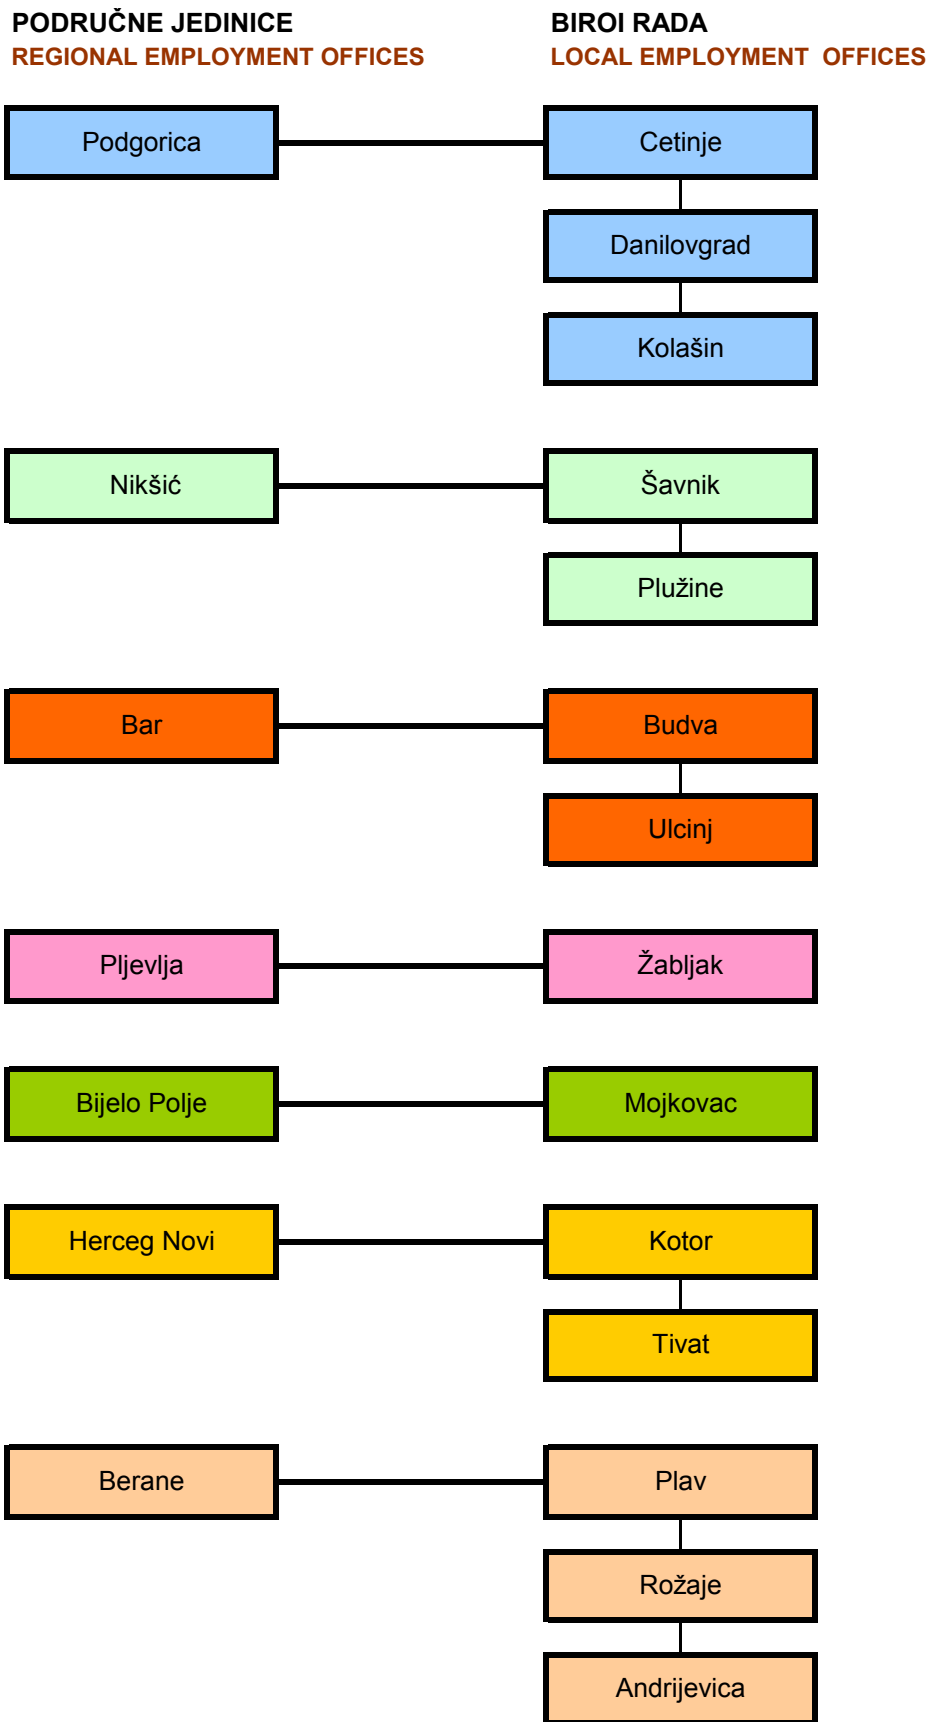 PODRUČNE JEDINICE
REGIONAL EMPLOYMENT OFFICES
BIROI RADA
LOCAL EMPLOYMENT OFFICES
Podgorica
Cetinje
Danilovgrad
Kolašin
Nikšić
Šavnik
Plužine
Bar
Budva
Ulcinj
Pljevlja
Žabljak
Bijelo Polje
Mojkovac
Herceg Novi
Kotor
Tivat
Berane
Plav
Rožaje
Andrijevica